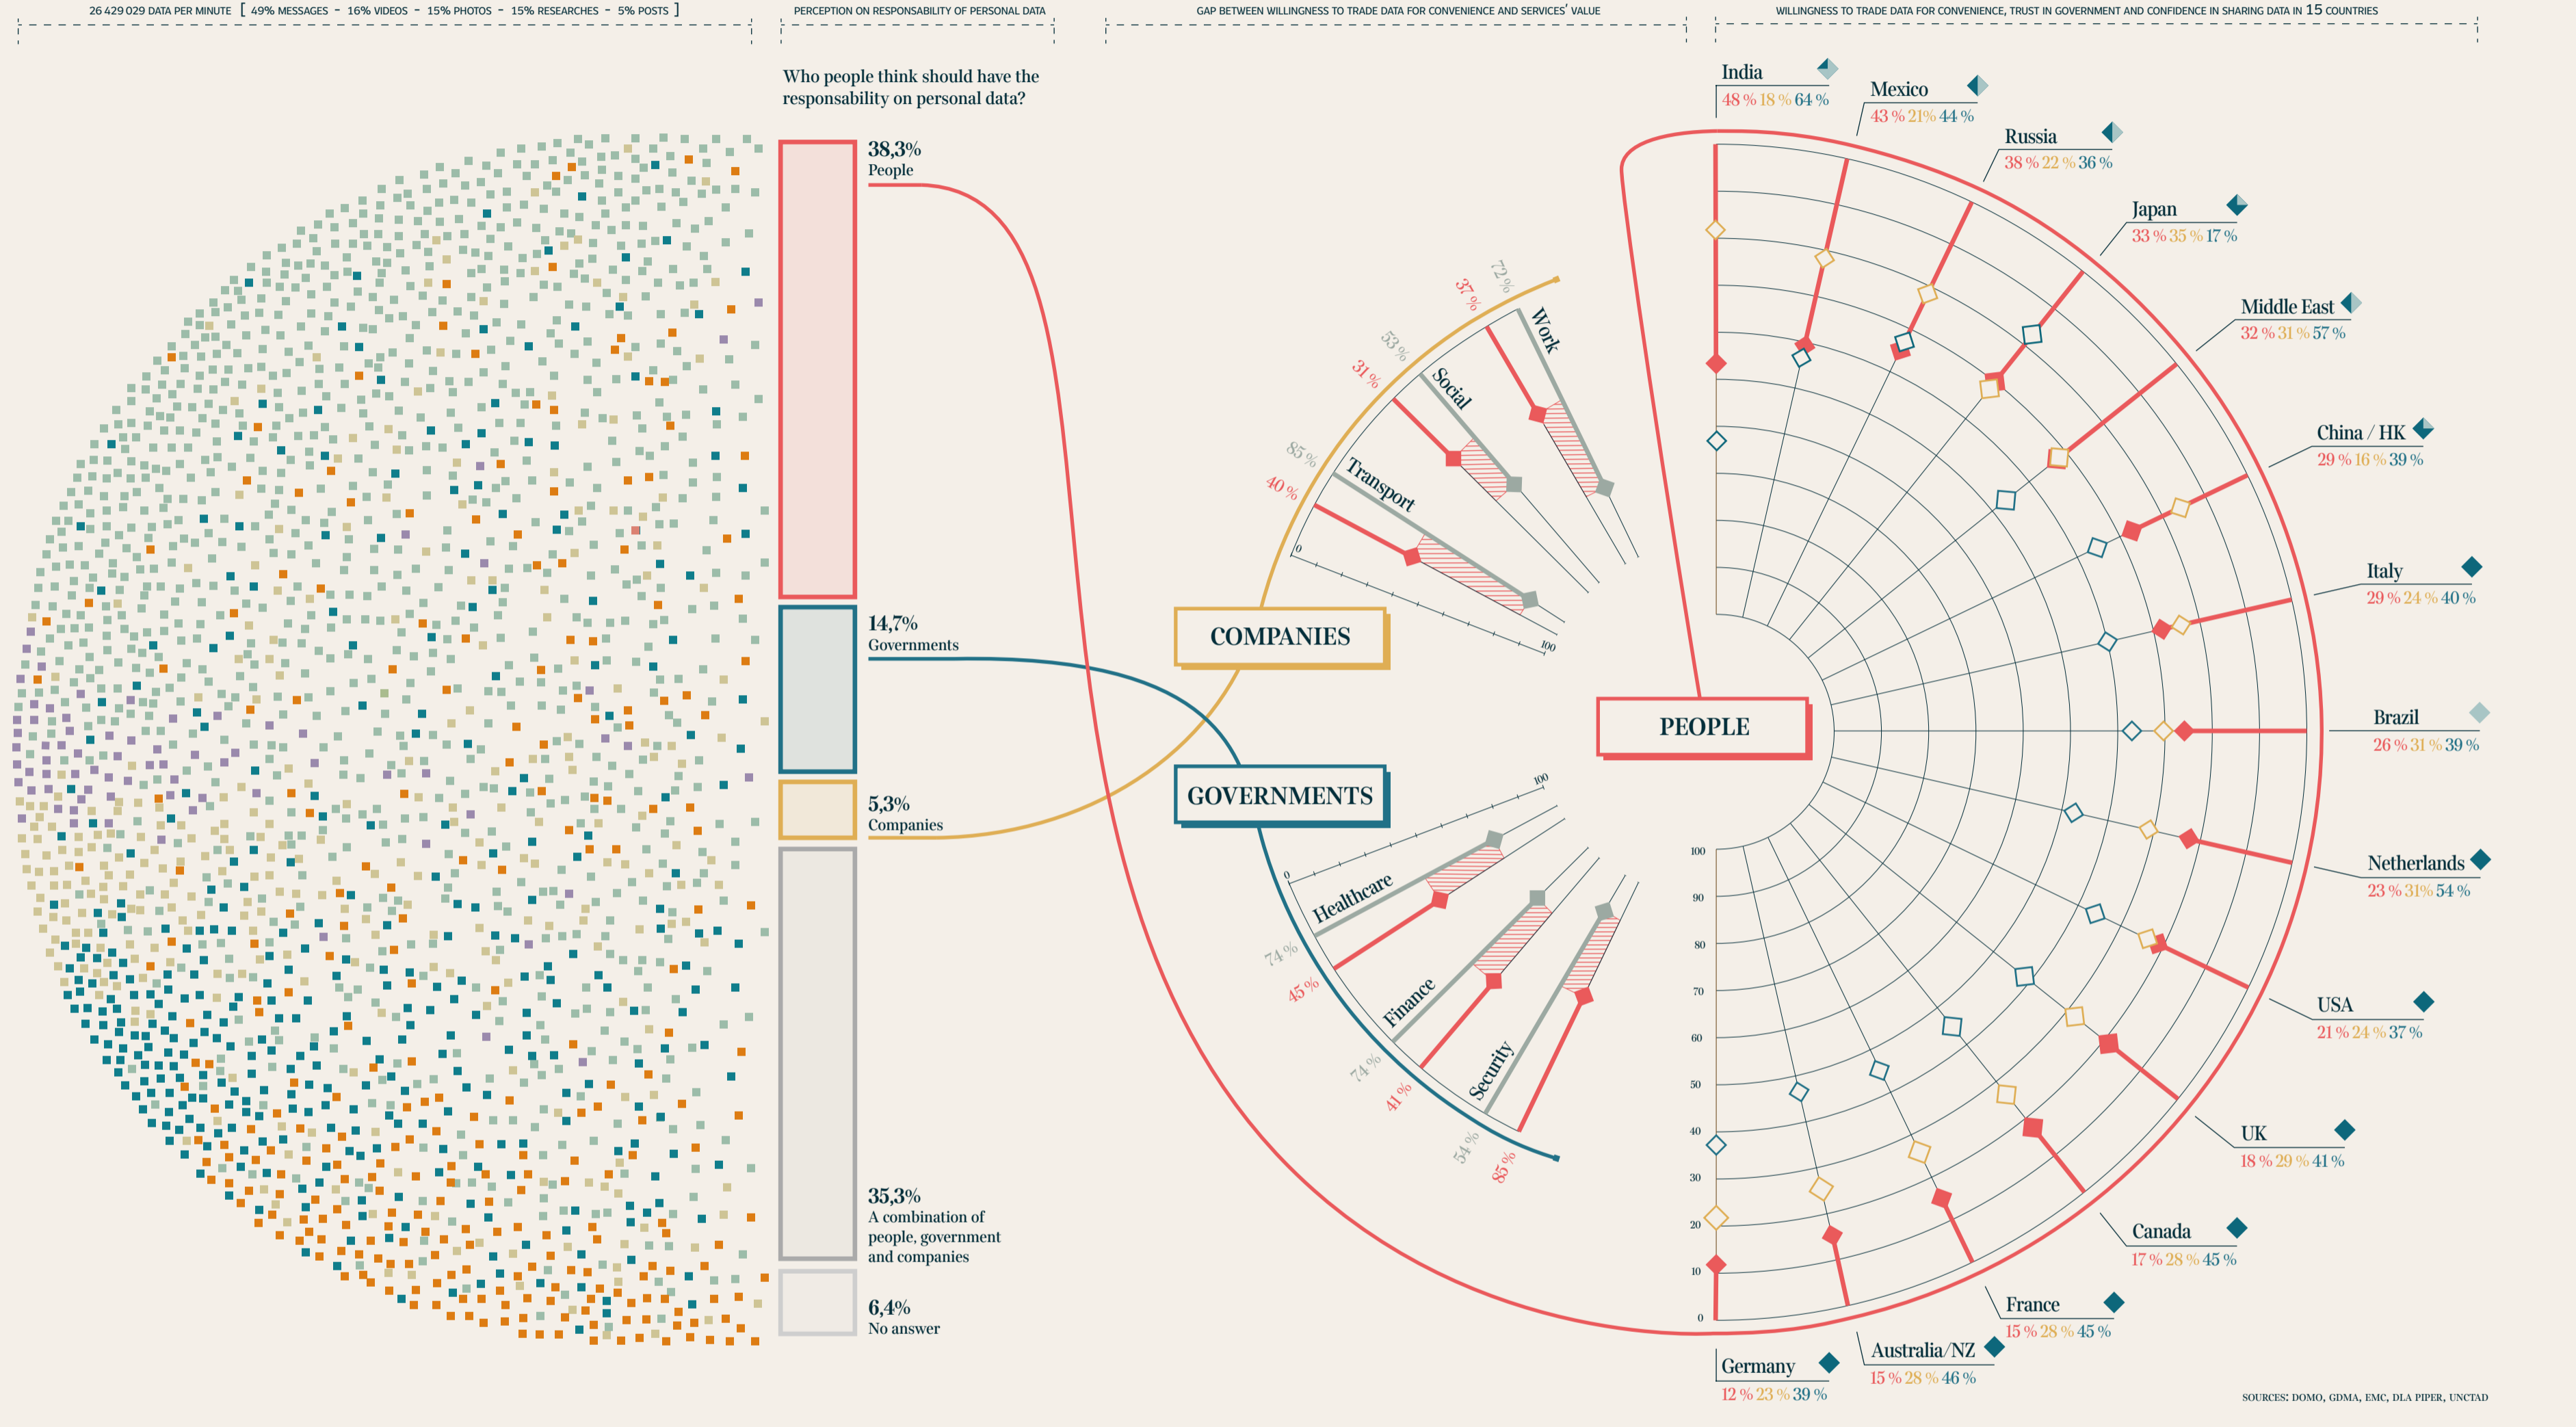 26 429 029 DATA PER MINUTE [ 49% MESSAGES - 16% VIDEOS - 15% PHOTOS - 15% RESEARCHES - 5% POSTS ]
PERCEPTION ON RESPONSABILITY OF PERSONAL DATA
GAP BETWEEN WILLINGNESS TO TRADE DATA FOR CONVENIENCE AND SERVICES' VALUE
WILLINGNESS TO TRADE DATA FOR CONVENIENCE, TRUST IN GOVERNMENT AND CONFIDENCE IN SHARING DATA IN 15 COUNTRIES
Who people think should have the
responsability on personal data?
38,3%
People
14,7%
Governments
5,3%
Companies
35,3%
A combination of
people, government
and companies
6,4%
No answer
COMPANIES
72 %
37 %
Work
53 %
31 %
Social
85 %
40 %
Transport
0
100
GOVERNMENTS
100
0
Healthcare
74 %
45 %
Finance
74 %
41 %
Security
54 %
85 %
PEOPLE
India
48 % 18 % 64 %
Mexico
43 % 21% 44 %
Russia
38 % 22 % 36 %
Japan
33 % 35 % 17 %
Middle East
32 % 31 % 57 %
China / HK
29 % 16 % 39 %
Italy
29 % 24 % 40 %
Brazil
26 % 31 % 39 %
Netherlands
23 % 31% 54 %
USA
21 % 24 % 37 %
UK
18 % 29 % 41 %
Canada
17 % 28 % 45 %
France
15 % 28 % 45 %
Australia/NZ
15 % 28 % 46 %
Germany
12 % 23 % 39 %
100
90
80
70
60
50
40
30
20
10
0
SOURCES: DOMO, GDMA, EMC, DLA PIPER, UNCTAD